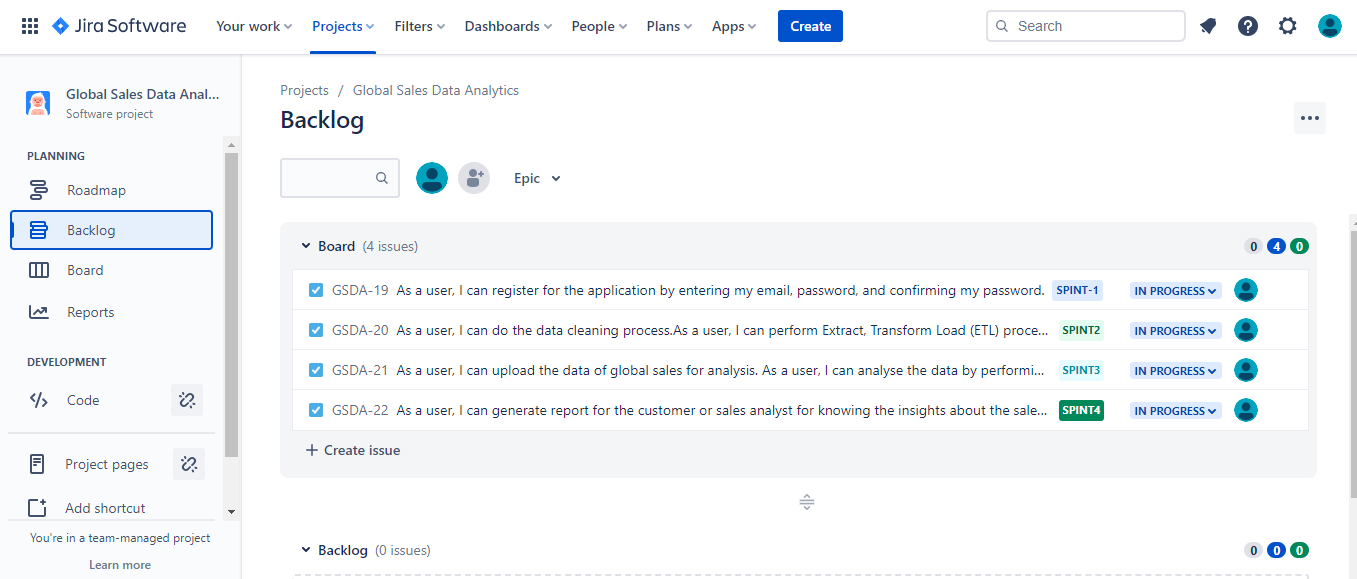 Jira Software Your work Projects Filters Dashboards People Plans Apps Create Search
Global Sales Data Anal...
Software project
PLANNING
Roadmap
Backlog
Board
Reports
DEVELOPMENT
Code
Project pages
Add shortcut
You're in a team-managed project
Learn more
Projects / Global Sales Data Analytics
Backlog
Epic
Board (4 issues) 0 4 0
GSDA-19 As a user, I can register for the application by entering my email, password, and confirming my password. SPINT-1 IN PROGRESS
GSDA-20 As a user, I can do the data cleaning process.As a user, I can perform Extract, Transform Load (ETL) proce... SPINT2 IN PROGRESS
GSDA-21 As a user, I can upload the data of global sales for analysis. As a user, I can analyse the data by performi... SPINT3 IN PROGRESS
GSDA-22 As a user, I can generate report for the customer or sales analyst for knowing the insights about the sale... SPINT4 IN PROGRESS
+ Create issue
Backlog (0 issues) 0 0 0